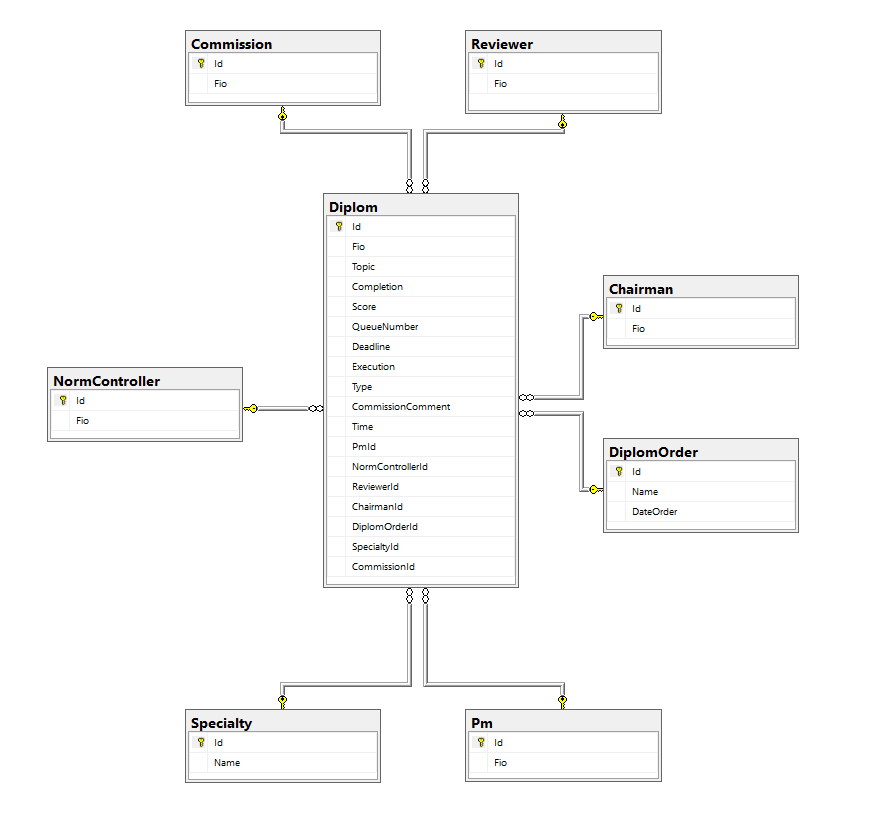 Commission
Id
Fio
Reviewer
Id
Fio
Diplom
Id
Fio
Topic
Completion
Score
QueueNumber
Deadline
Execution
Type
CommissionComment
Time
PmId
NormControllerId
ReviewerId
ChairmanId
DiplomOrderId
SpecialtyId
CommissionId
Chairman
Id
Fio
NormController
Id
Fio
DiplomOrder
Id
Name
DateOrder
Specialty
Id
Name
Pm
Id
Fio